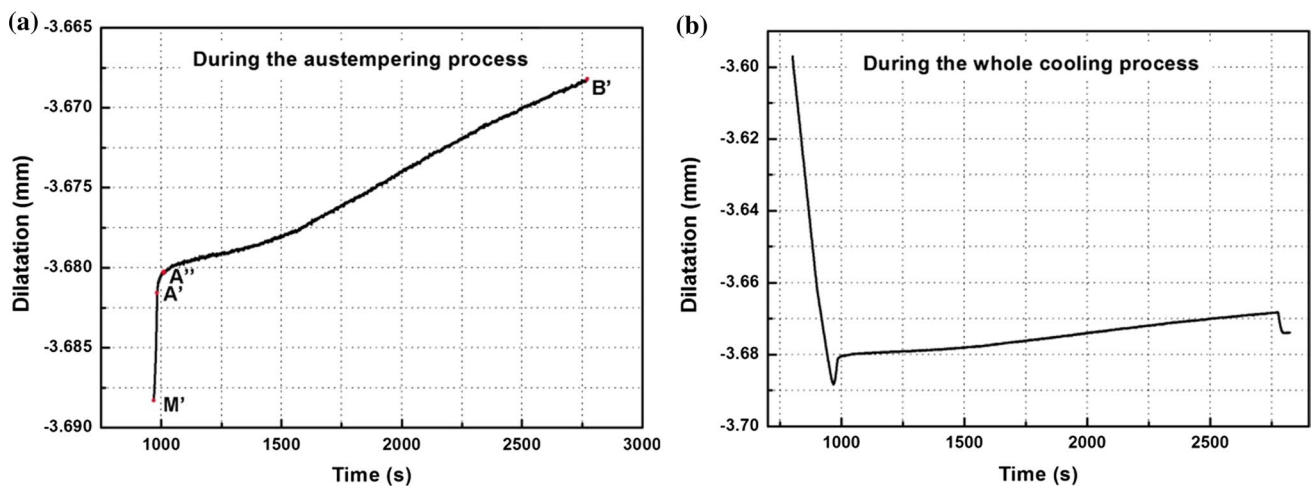 (a)
During the austempering process
Dilatation (mm)
-3.665
-3.670
-3.675
-3.680
-3.685
-3.690
B’
A’’
A’
M’
1000
1500
2000
2500
3000
Time (s)
(b)
During the whole cooling process
Dilatation (mm)
-3.60
-3.62
-3.64
-3.66
-3.68
-3.70
1000
1500
2000
2500
Time (s)